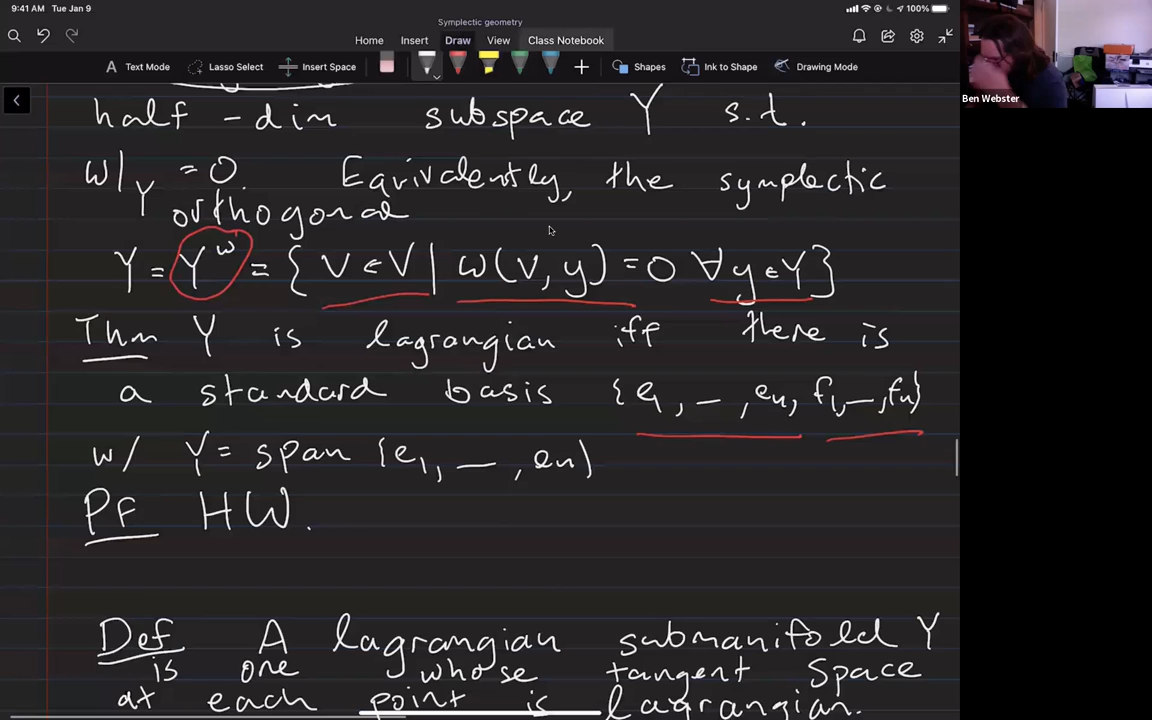 9:41 AM Tue Jan 9
100%
Symplectic geometry
Home Insert Draw View Class Notebook
Text Mode Lasso Select Insert Space Shapes Ink to Shape Drawing Mode
Ben Webster
half-dim subspace Y s.t.
ω|_Y = 0. Equivalently, the symplectic
orthogonal
Y = Y^ω = { v ∈ V | ω(v, y) = 0 ∀ y ∈ Y }
Thm Y is lagrangian iff there is
a standard basis {e₁, –, eₙ, f₁, –, fₙ}
w/ Y = span {e₁, —, eₙ}
Pf HW.
Def A lagrangian submanifold Y
is one whose tangent space
at each point is lagrangian.